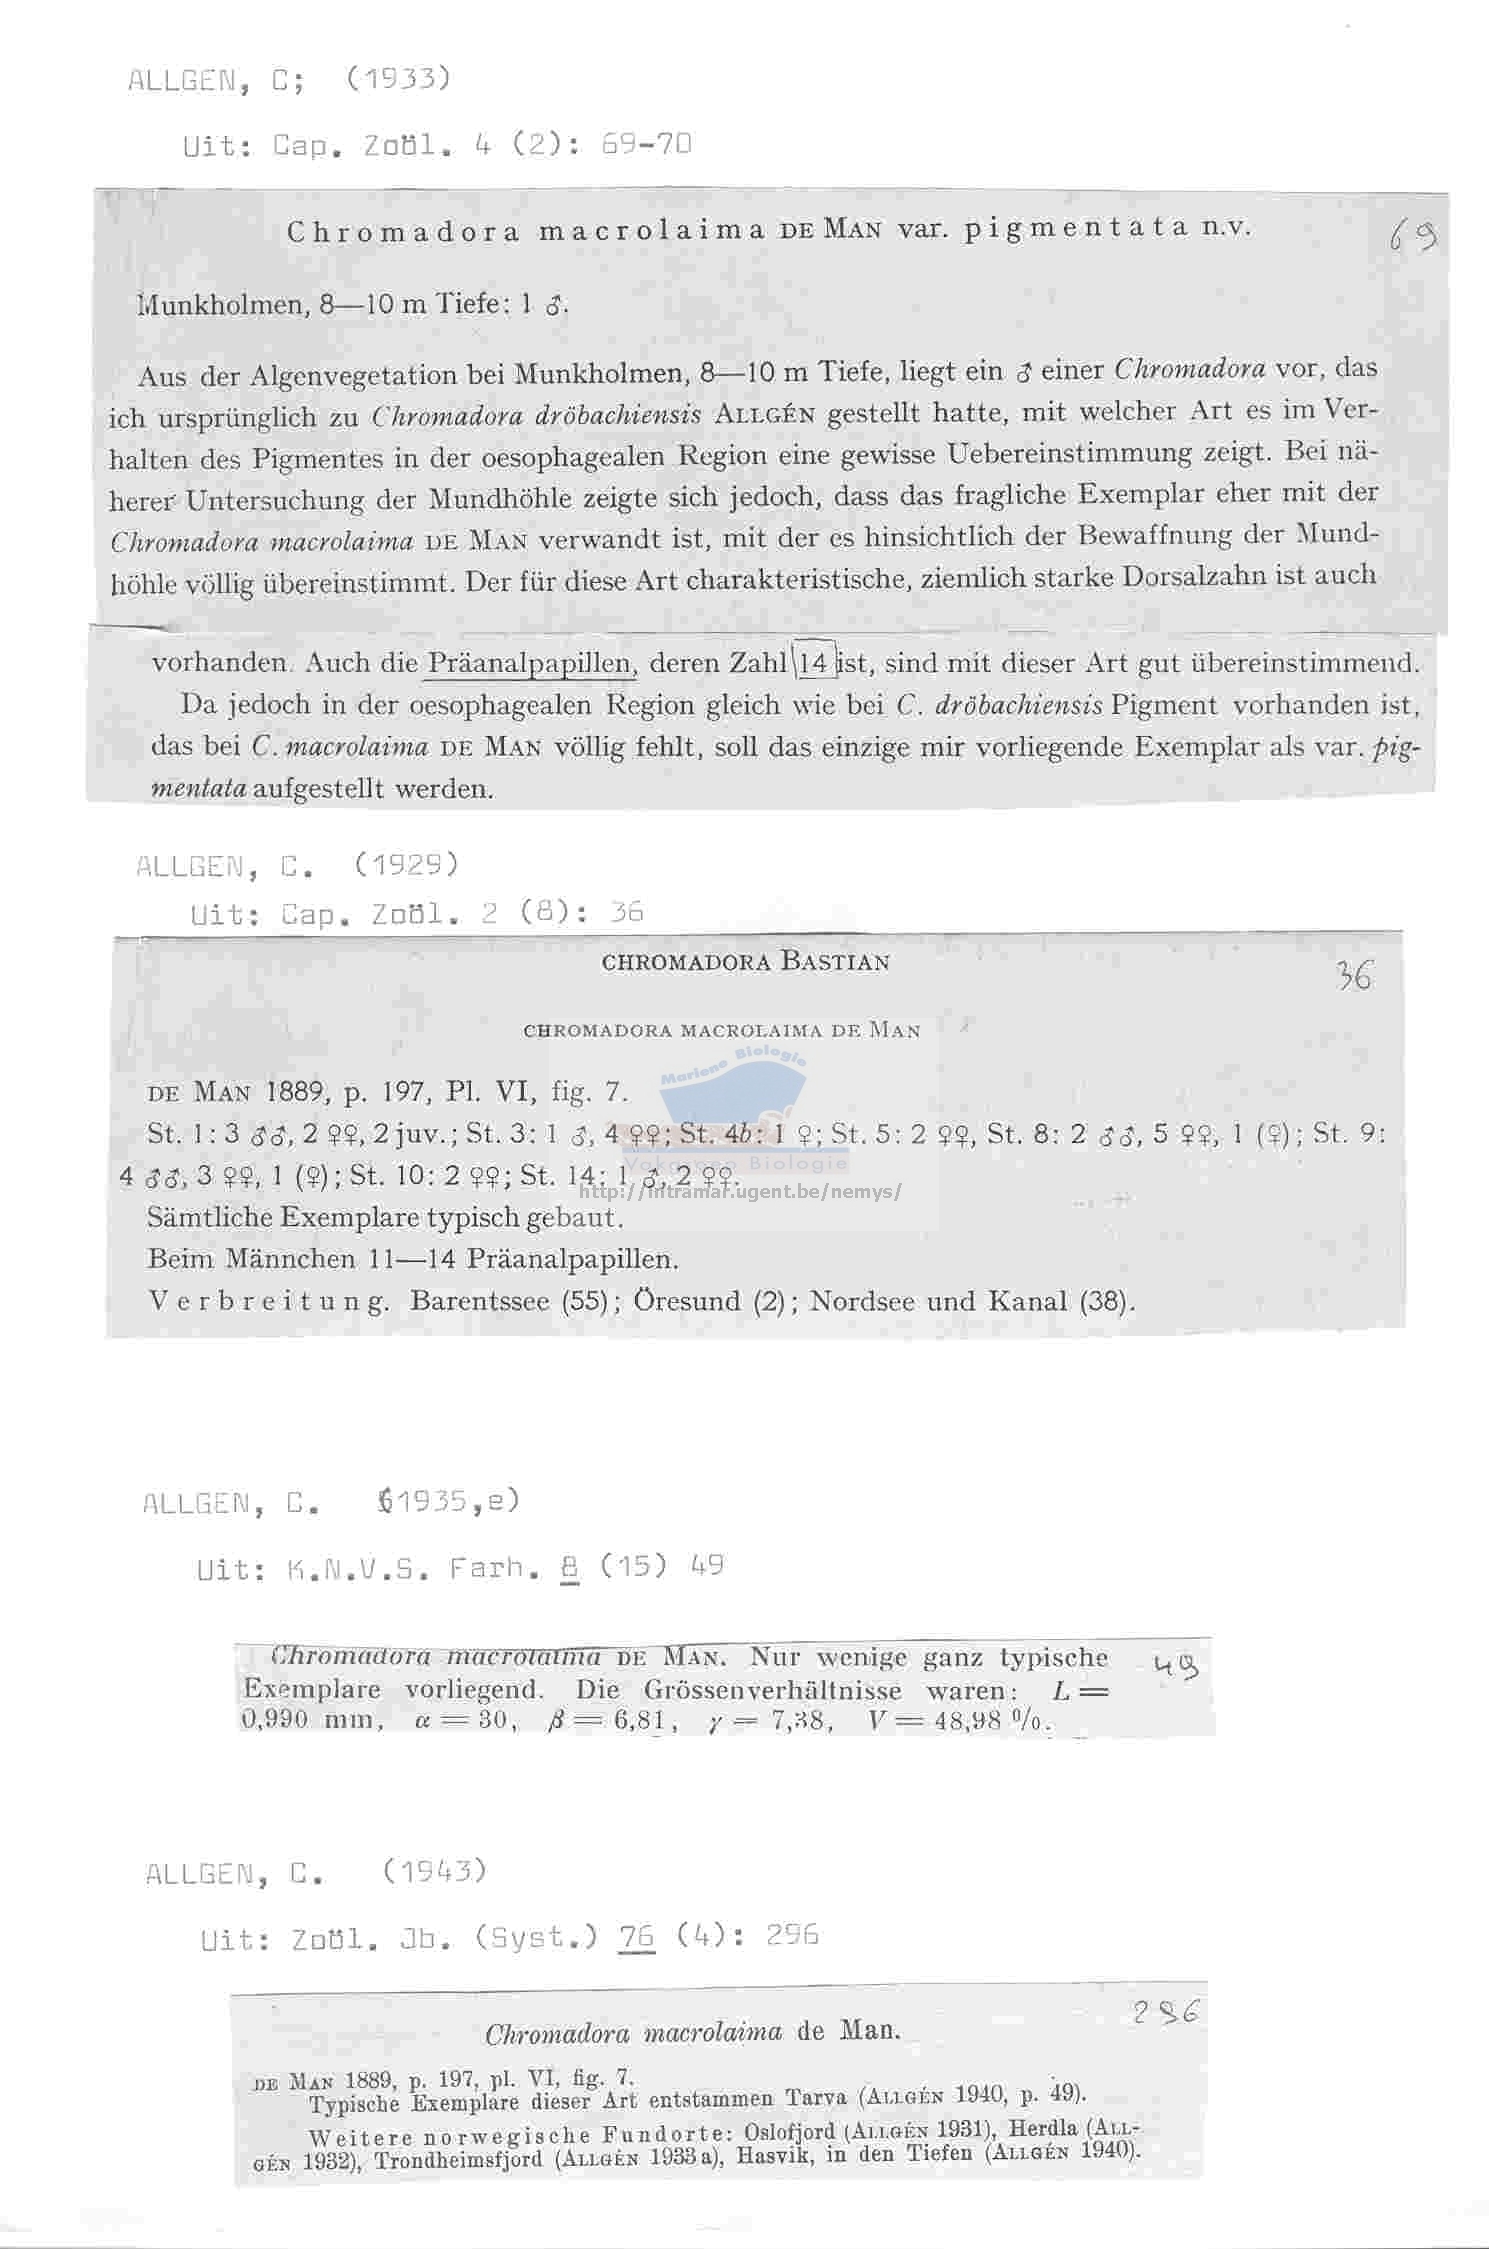 ALLGEN, C; (1933)
Uit: Cap. Zoöl. 4 (2): 69-70
Chromadora macrolaima DE MAN var. pigmentata n.v.
69
Munkholmen, 8—10 m Tiefe: 1 ♂.
Aus der Algenvegetation bei Munkholmen, 8—10 m Tiefe, liegt ein ♂ einer Chromadora vor, das
ich ursprünglich zu Chromadora dröbachiensis ALLGÉN gestellt hatte, mit welcher Art es im Ver-
halten des Pigmentes in der oesophagealen Region eine gewisse Uebereinstimmung zeigt. Bei nä-
herer Untersuchung der Mundhöhle zeigte sich jedoch, dass das fragliche Exemplar eher mit der
Chromadora macrolaima DE MAN verwandt ist, mit der es hinsichtlich der Bewaffnung der Mund-
höhle völlig übereinstimmt. Der für diese Art charakteristische, ziemlich starke Dorsalzahn ist auch
vorhanden. Auch die Präanalpapillen, deren Zahl 14 ist, sind mit dieser Art gut übereinstimmend.
Da jedoch in der oesophagealen Region gleich wie bei C. dröbachiensis Pigment vorhanden ist,
das bei C. macrolaima DE MAN völlig fehlt, soll das einzige mir vorliegende Exemplar als var. pig-
mentata aufgestellt werden.
ALLGEN, C. (1929)
Uit: Cap. Zoöl. 2 (8): 36
CHROMADORA BASTIAN
36
CHROMADORA MACROLAIMA DE MAN
DE MAN 1889, p. 197, Pl. VI, fig. 7.
St. 1: 3 ♂♂, 2 ♀♀, 2 juv.; St. 3: 1 ♂, 4 ♀♀; St. 4b: 1 ♀; St. 5: 2 ♀♀, St. 8: 2 ♂♂, 5 ♀♀, 1 (♀); St. 9:
4 ♂♂, 3 ♀♀, 1 (♀); St. 10: 2 ♀♀; St. 14: 1 ♂, 2 ♀♀.
Sämtliche Exemplare typisch gebaut.
Beim Männchen 11—14 Präanalpapillen.
Verbreitung. Barentssee (55); Öresund (2); Nordsee und Kanal (38).
Mariene Biologie
Vakgroep Biologie
http://intramar.ugent.be/nemys/
ALLGEN, C. (1935,e)
Uit: K.N.V.S. Farh. 8 (15) 49
Chromadora macrolaima DE MAN. Nur wenige ganz typische
49
Exemplare vorliegend. Die Grössenverhältnisse waren: L =
0,990 mm, α = 30, β = 6,81, γ = 7,38, V = 48,98 %.
ALLGEN, C. (1943)
Uit: Zoöl. Jb. (Syst.) 76 (4): 296
296
Chromadora macrolaima de Man.
DE MAN 1889, p. 197, pl. VI, fig. 7.
Typische Exemplare dieser Art entstammen Tarva (ALLGÉN 1940, p. 49).
Weitere norwegische Fundorte: Oslofjord (ALLGÉN 1931), Herdla (ALL-
GÉN 1932), Trondheimsfjord (ALLGÉN 1933a), Hasvik, in den Tiefen (ALLGÉN 1940).